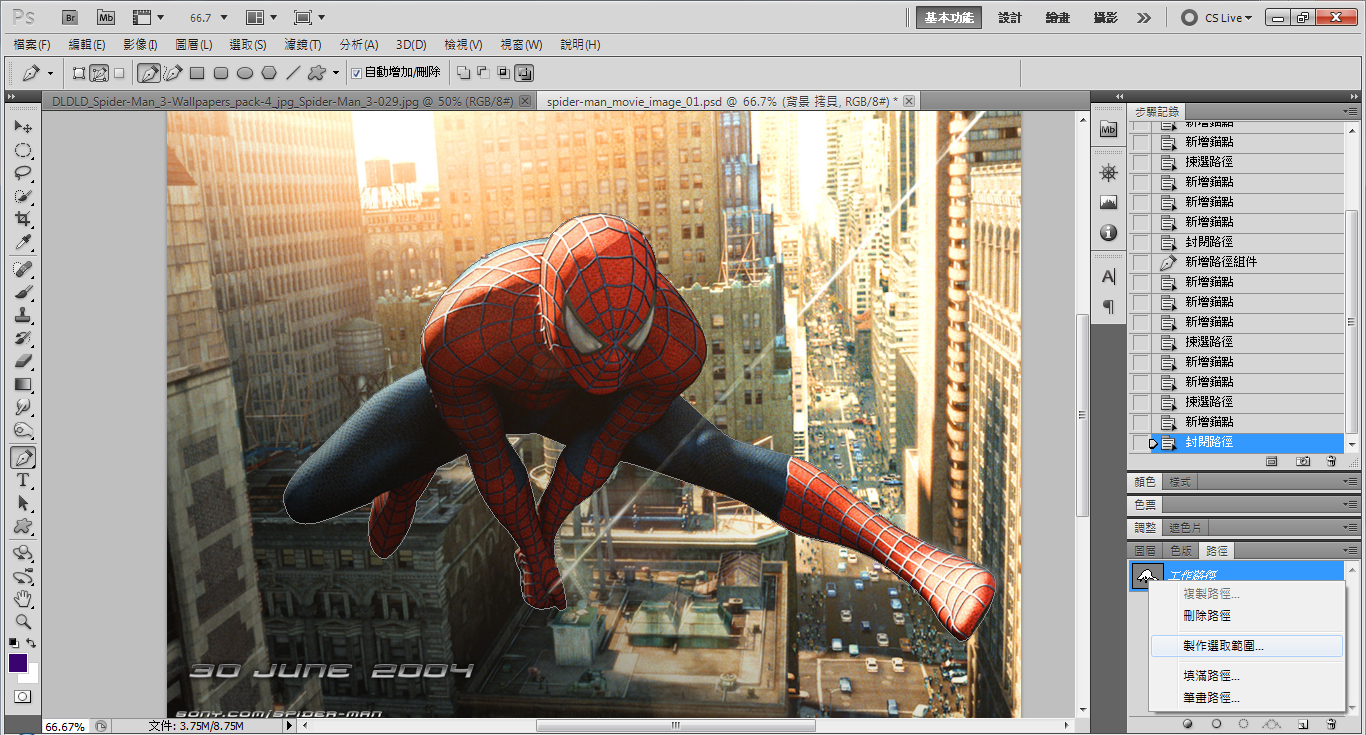 Ps Br Mb 66.7 基本功能 設計 繪畫 攝影 CS Live
檔案(F) 編輯(E) 影像(I) 圖層(L) 選取(S) 濾鏡(T) 分析(A) 3D(D) 檢視(V) 視窗(W) 說明(H)
自動增加/刪除
DLDLD_Spider-Man_3-Wallpapers_pack-4_jpg_Spider-Man_3-029.jpg @ 50% (RGB/8#)
spider-man_movie_image_01.psd @ 66.7% (背景 拷貝, RGB/8#) *
30 JUNE 2004
SONY.COM/SPIDER-MAN
66.67% 文件: 3.75M/8.75M
Mb
A
步驟記錄
新增錨點
新增錨點
揀選路徑
新增錨點
新增錨點
新增錨點
封閉路徑
新增路徑組件
新增錨點
新增錨點
新增錨點
揀選路徑
新增錨點
新增錨點
揀選路徑
新增錨點
封閉路徑
顏色 樣式
色票
調整 遮色片
圖層 色版 路徑
工作路徑
複製路徑...
刪除路徑
製作選取範圍...
填滿路徑...
筆畫路徑...